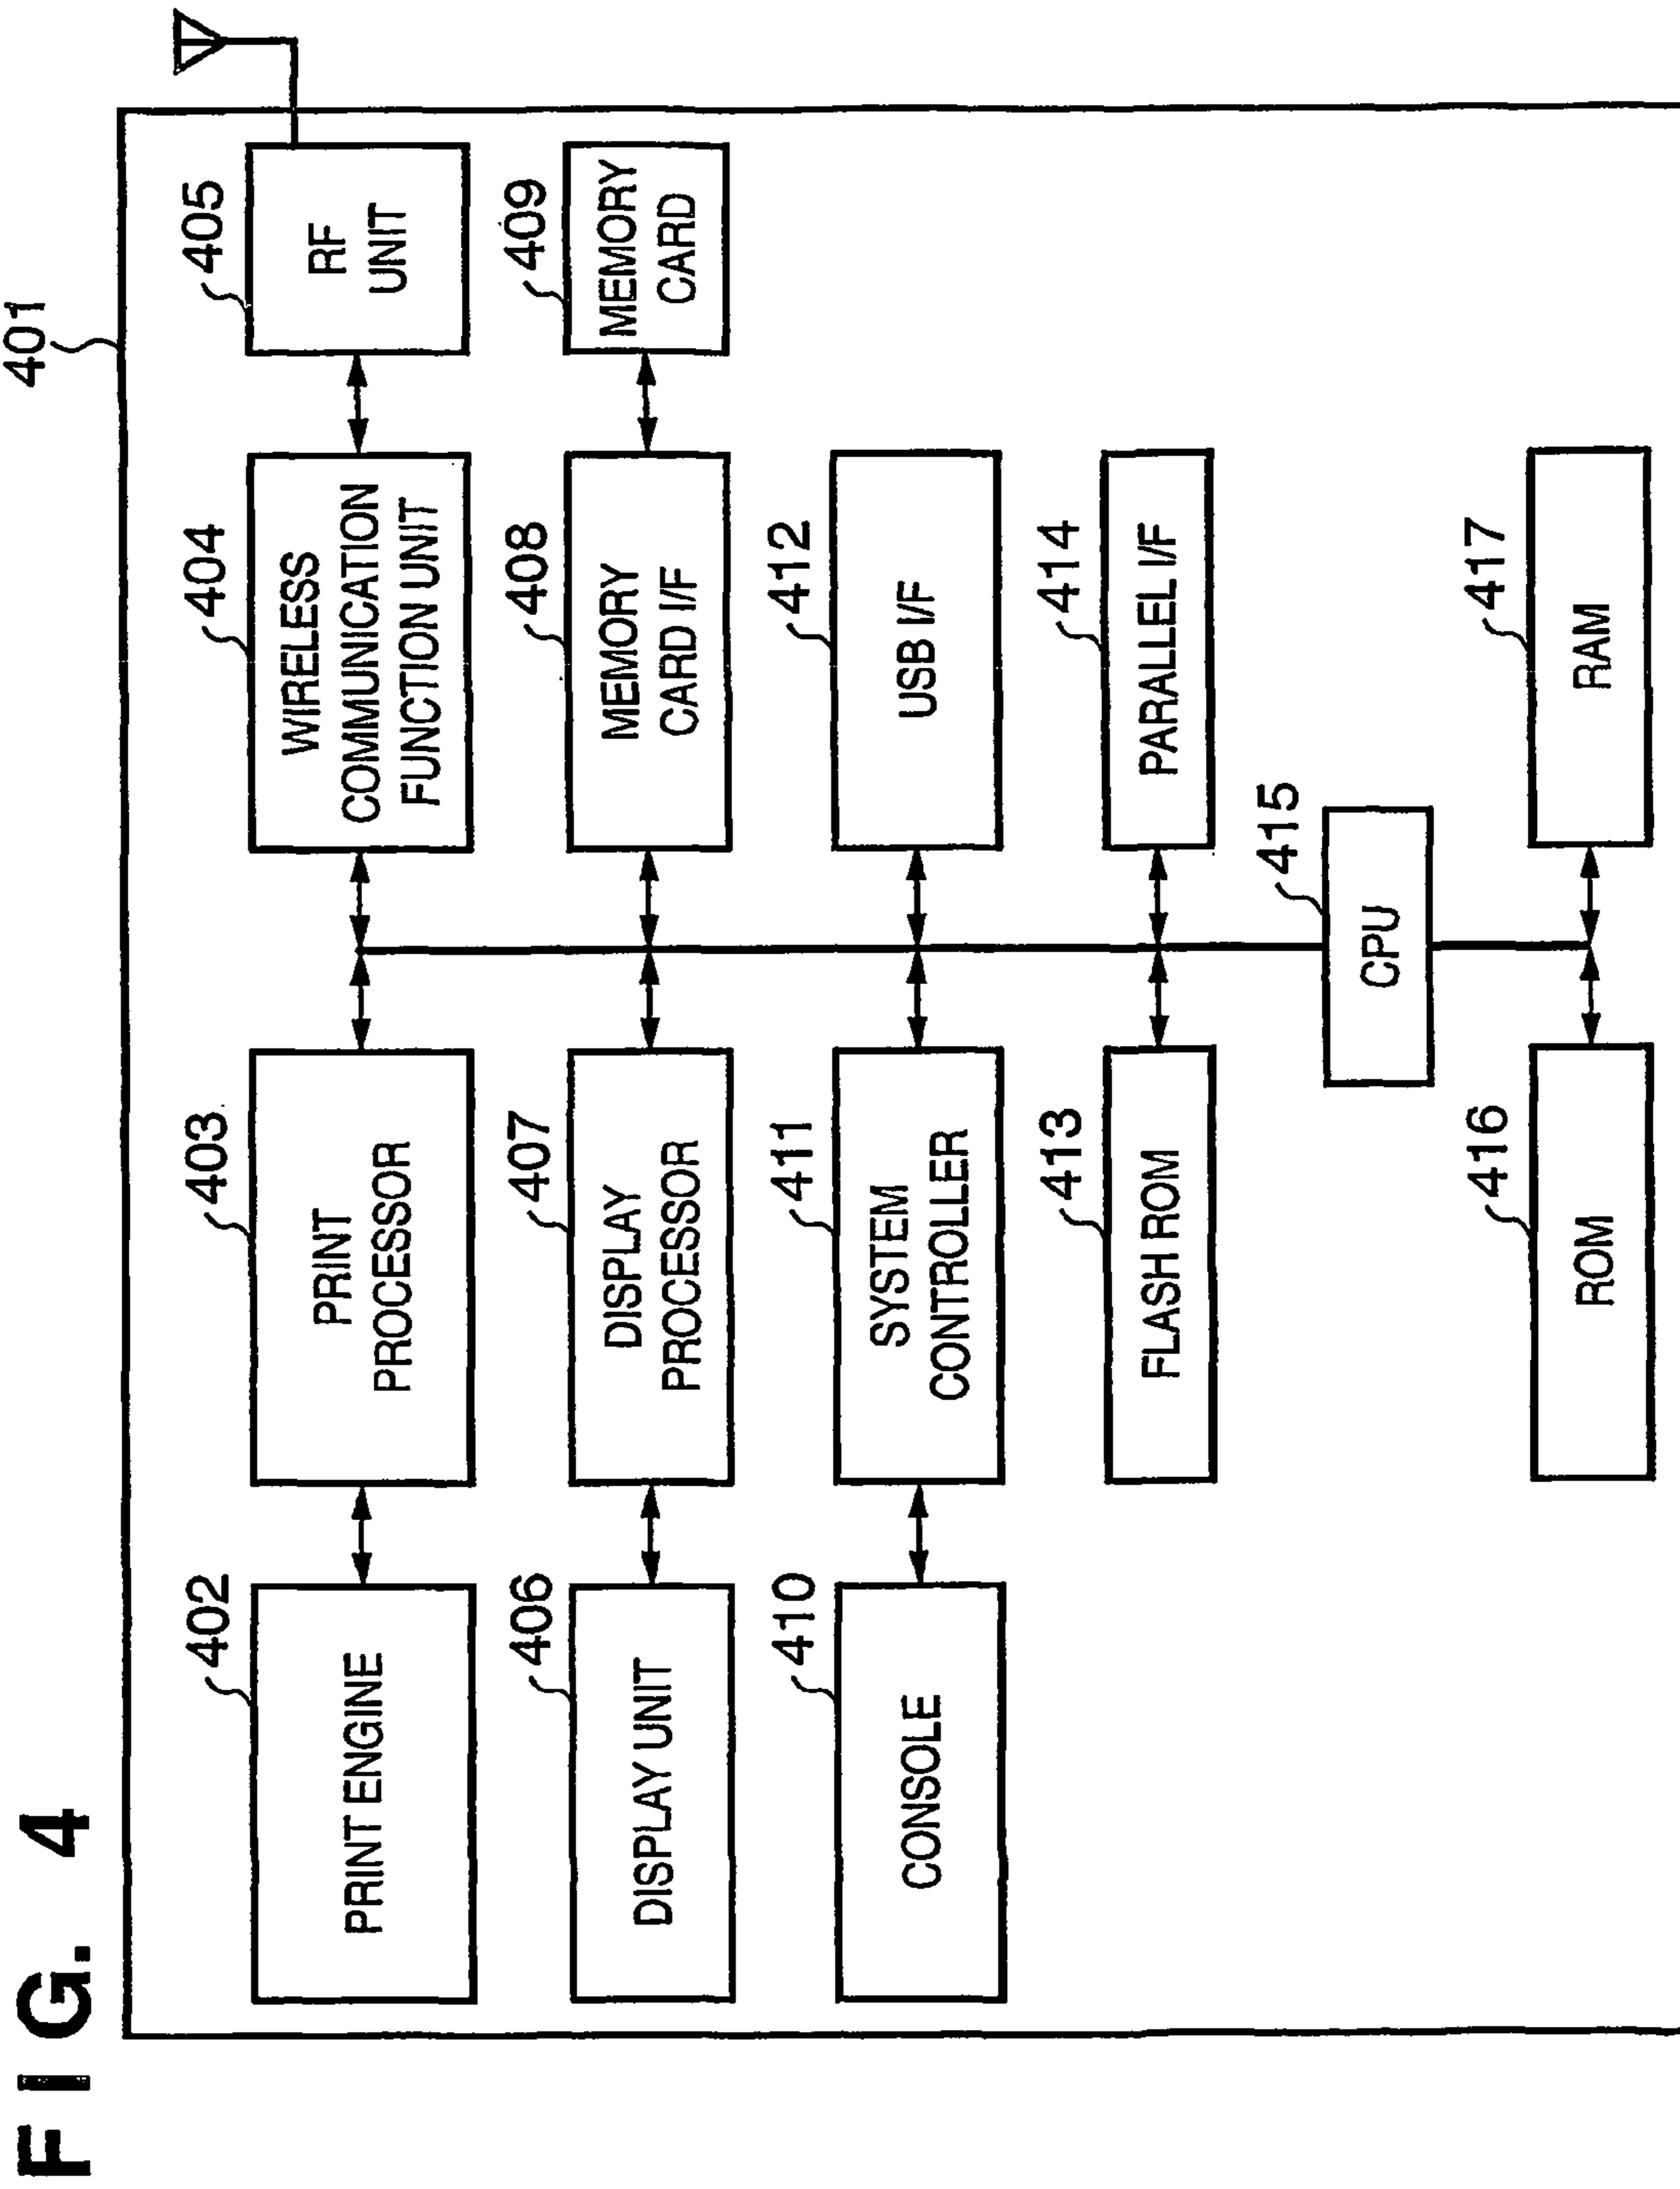 FIG. 4
401
402
PRINT ENGINE
403
PRINT
PROCESSOR
404
WIRELESS
COMMUNICATION
FUNCTION UNIT
405
RF
UNIT
406
DISPLAY UNIT
407
DISPLAY
PROCESSOR
408
MEMORY
CARD I/F
409
MEMORY
CARD
410
CONSOLE
411
SYSTEM
CONTROLLER
412
USB I/F
413
FLASH ROM
414
PARALLEL I/F
415
CPU
416
ROM
417
RAM